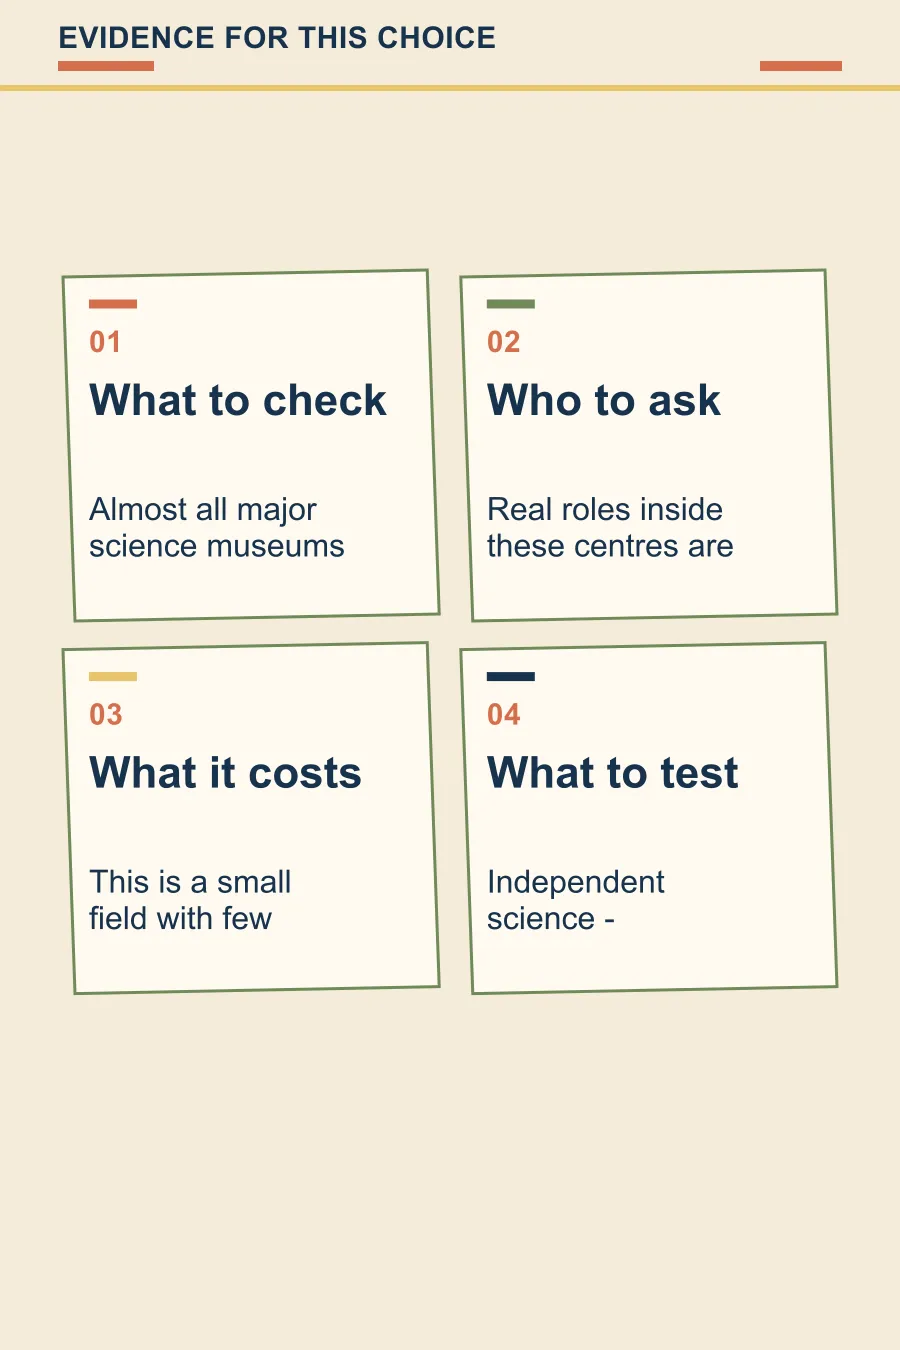 EVIDENCE FOR THIS CHOICE
01
What to check
Almost all major
science museums
02
Who to ask
Real roles inside
these centres are
03
What it costs
This is a small
field with few
04
What to test
Independent
science -